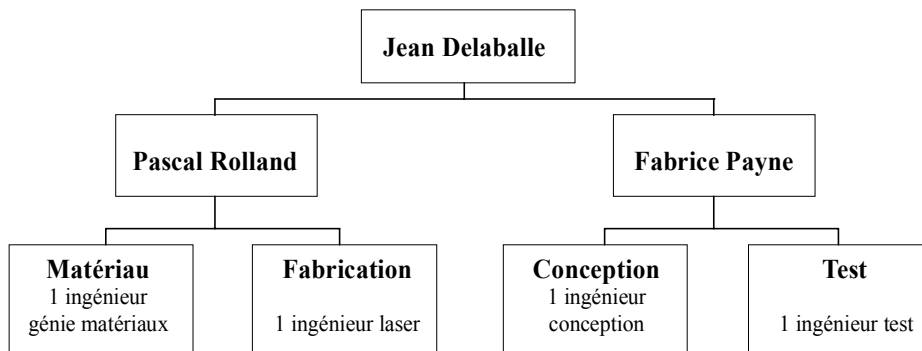 Jean Delaballe
Pascal Rolland
Fabrice Payne
Matériau
1 ingénieur
génie matériaux
Fabrication
1 ingénieur laser
Conception
1 ingénieur
conception
Test
1 ingénieur test